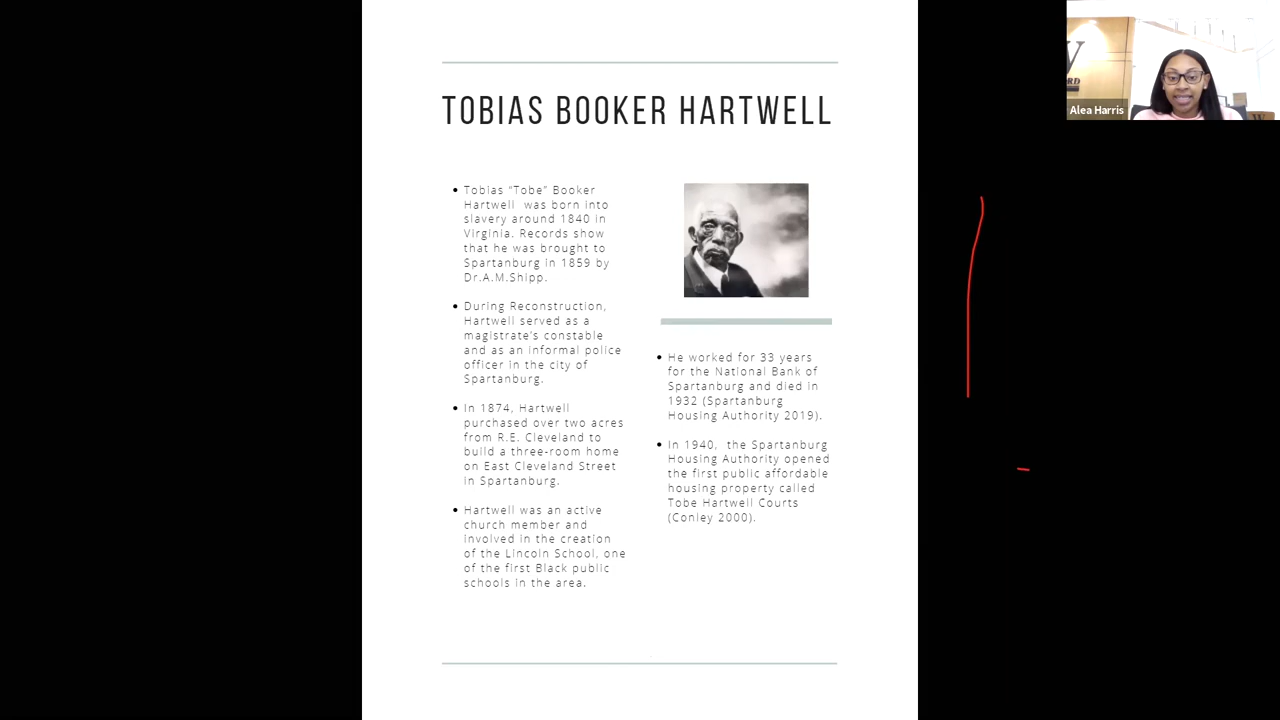 TOBIAS BOOKER HARTWELL
Tobias "Tobe" Booker
Hartwell was born into
slavery around 1840 in
Virginia. Records show
that he was brought to
Spartanburg in 1859 by
Dr.A.M.Shipp.
During Reconstruction,
Hartwell served as a
magistrate's constable
and as an informal police
officer in the city of
Spartanburg.
In 1874, Hartwell
purchased over two acres
from R.E. Cleveland to
build a three-room home
on East Cleveland Street
in Spartanburg.
Hartwell was an active
church member and
involved in the creation
of the Lincoln School, one
of the first Black public
schools in the area.
He worked for 33 years
for the National Bank of
Spartanburg and died in
1932 (Spartanburg
Housing Authority 2019).
In 1940, the Spartanburg
Housing Authority opened
the first public affordable
housing property called
Tobe Hartwell Courts
(Conley 2000).
W
RD
Alea Harris
W